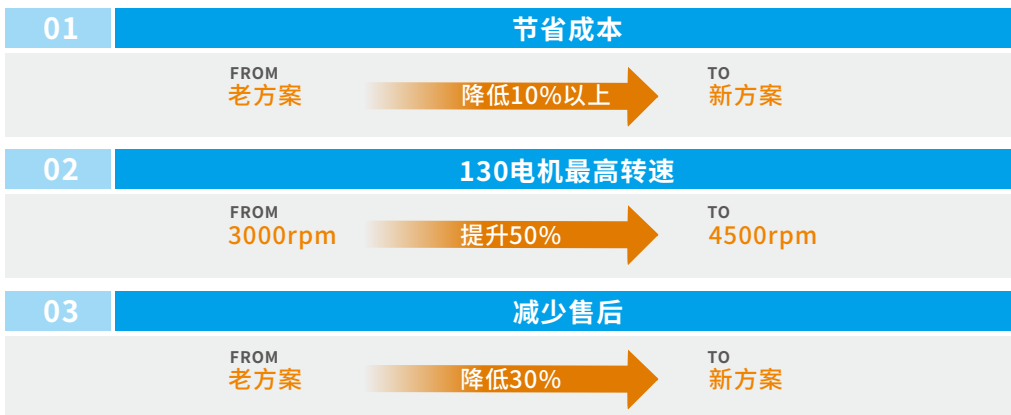 01 节省成本
FROM TO
老方案 降低10%以上 新方案
02 130电机最高转速
FROM TO
3000rpm 提升50% 4500rpm
03 减少售后
FROM TO
老方案 降低30% 新方案